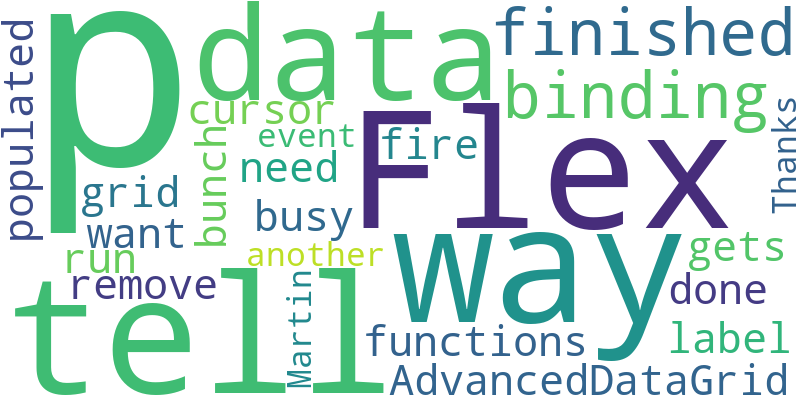 p
data
finished
populated
cursor
binding
Flex
Thanks
bunch
event
fire
need
grid
want
busy
way
run
another
gets
remove
tell
Martin
done
functions
label
AdvancedDataGrid